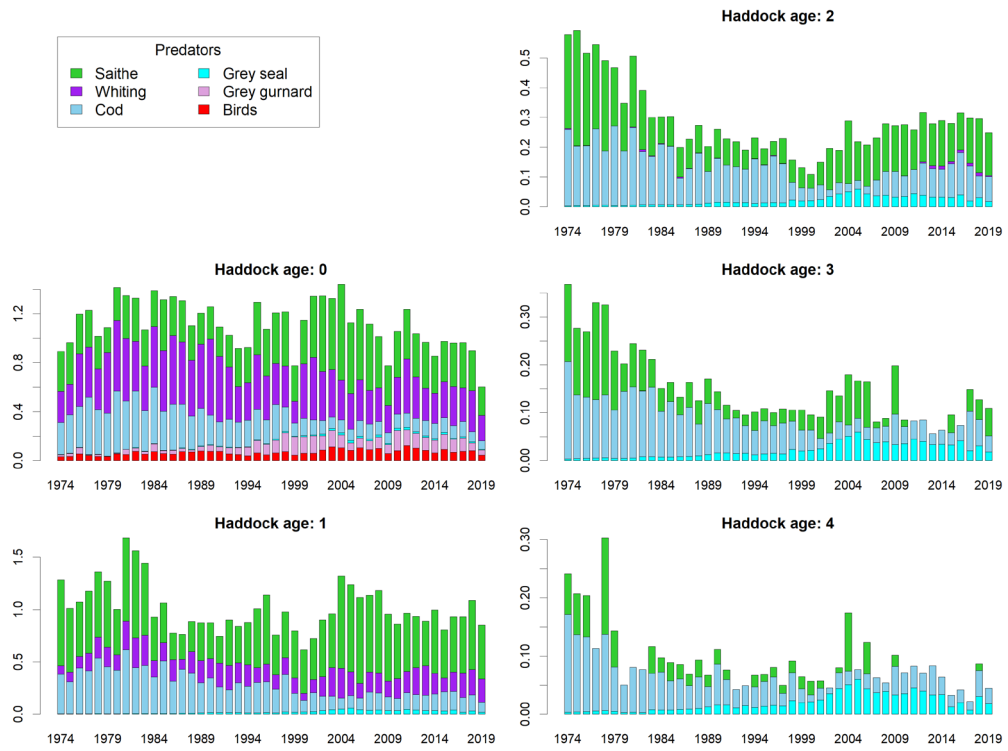 Predators
Saithe
Grey seal
Whiting
Grey gurnard
Cod
Birds
Haddock age: 2
0.0 0.1 0.2 0.3 0.4 0.5
1974 1979 1984 1989 1994 1999 2004 2009 2014 2019
Haddock age: 0
0.0 0.4 0.8 1.2
1974 1979 1984 1989 1994 1999 2004 2009 2014 2019
Haddock age: 3
0.00 0.10 0.20 0.30
1974 1979 1984 1989 1994 1999 2004 2009 2014 2019
Haddock age: 1
0.0 0.5 1.0 1.5
1974 1979 1984 1989 1994 1999 2004 2009 2014 2019
Haddock age: 4
0.00 0.10 0.20 0.30
1974 1979 1984 1989 1994 1999 2004 2009 2014 2019